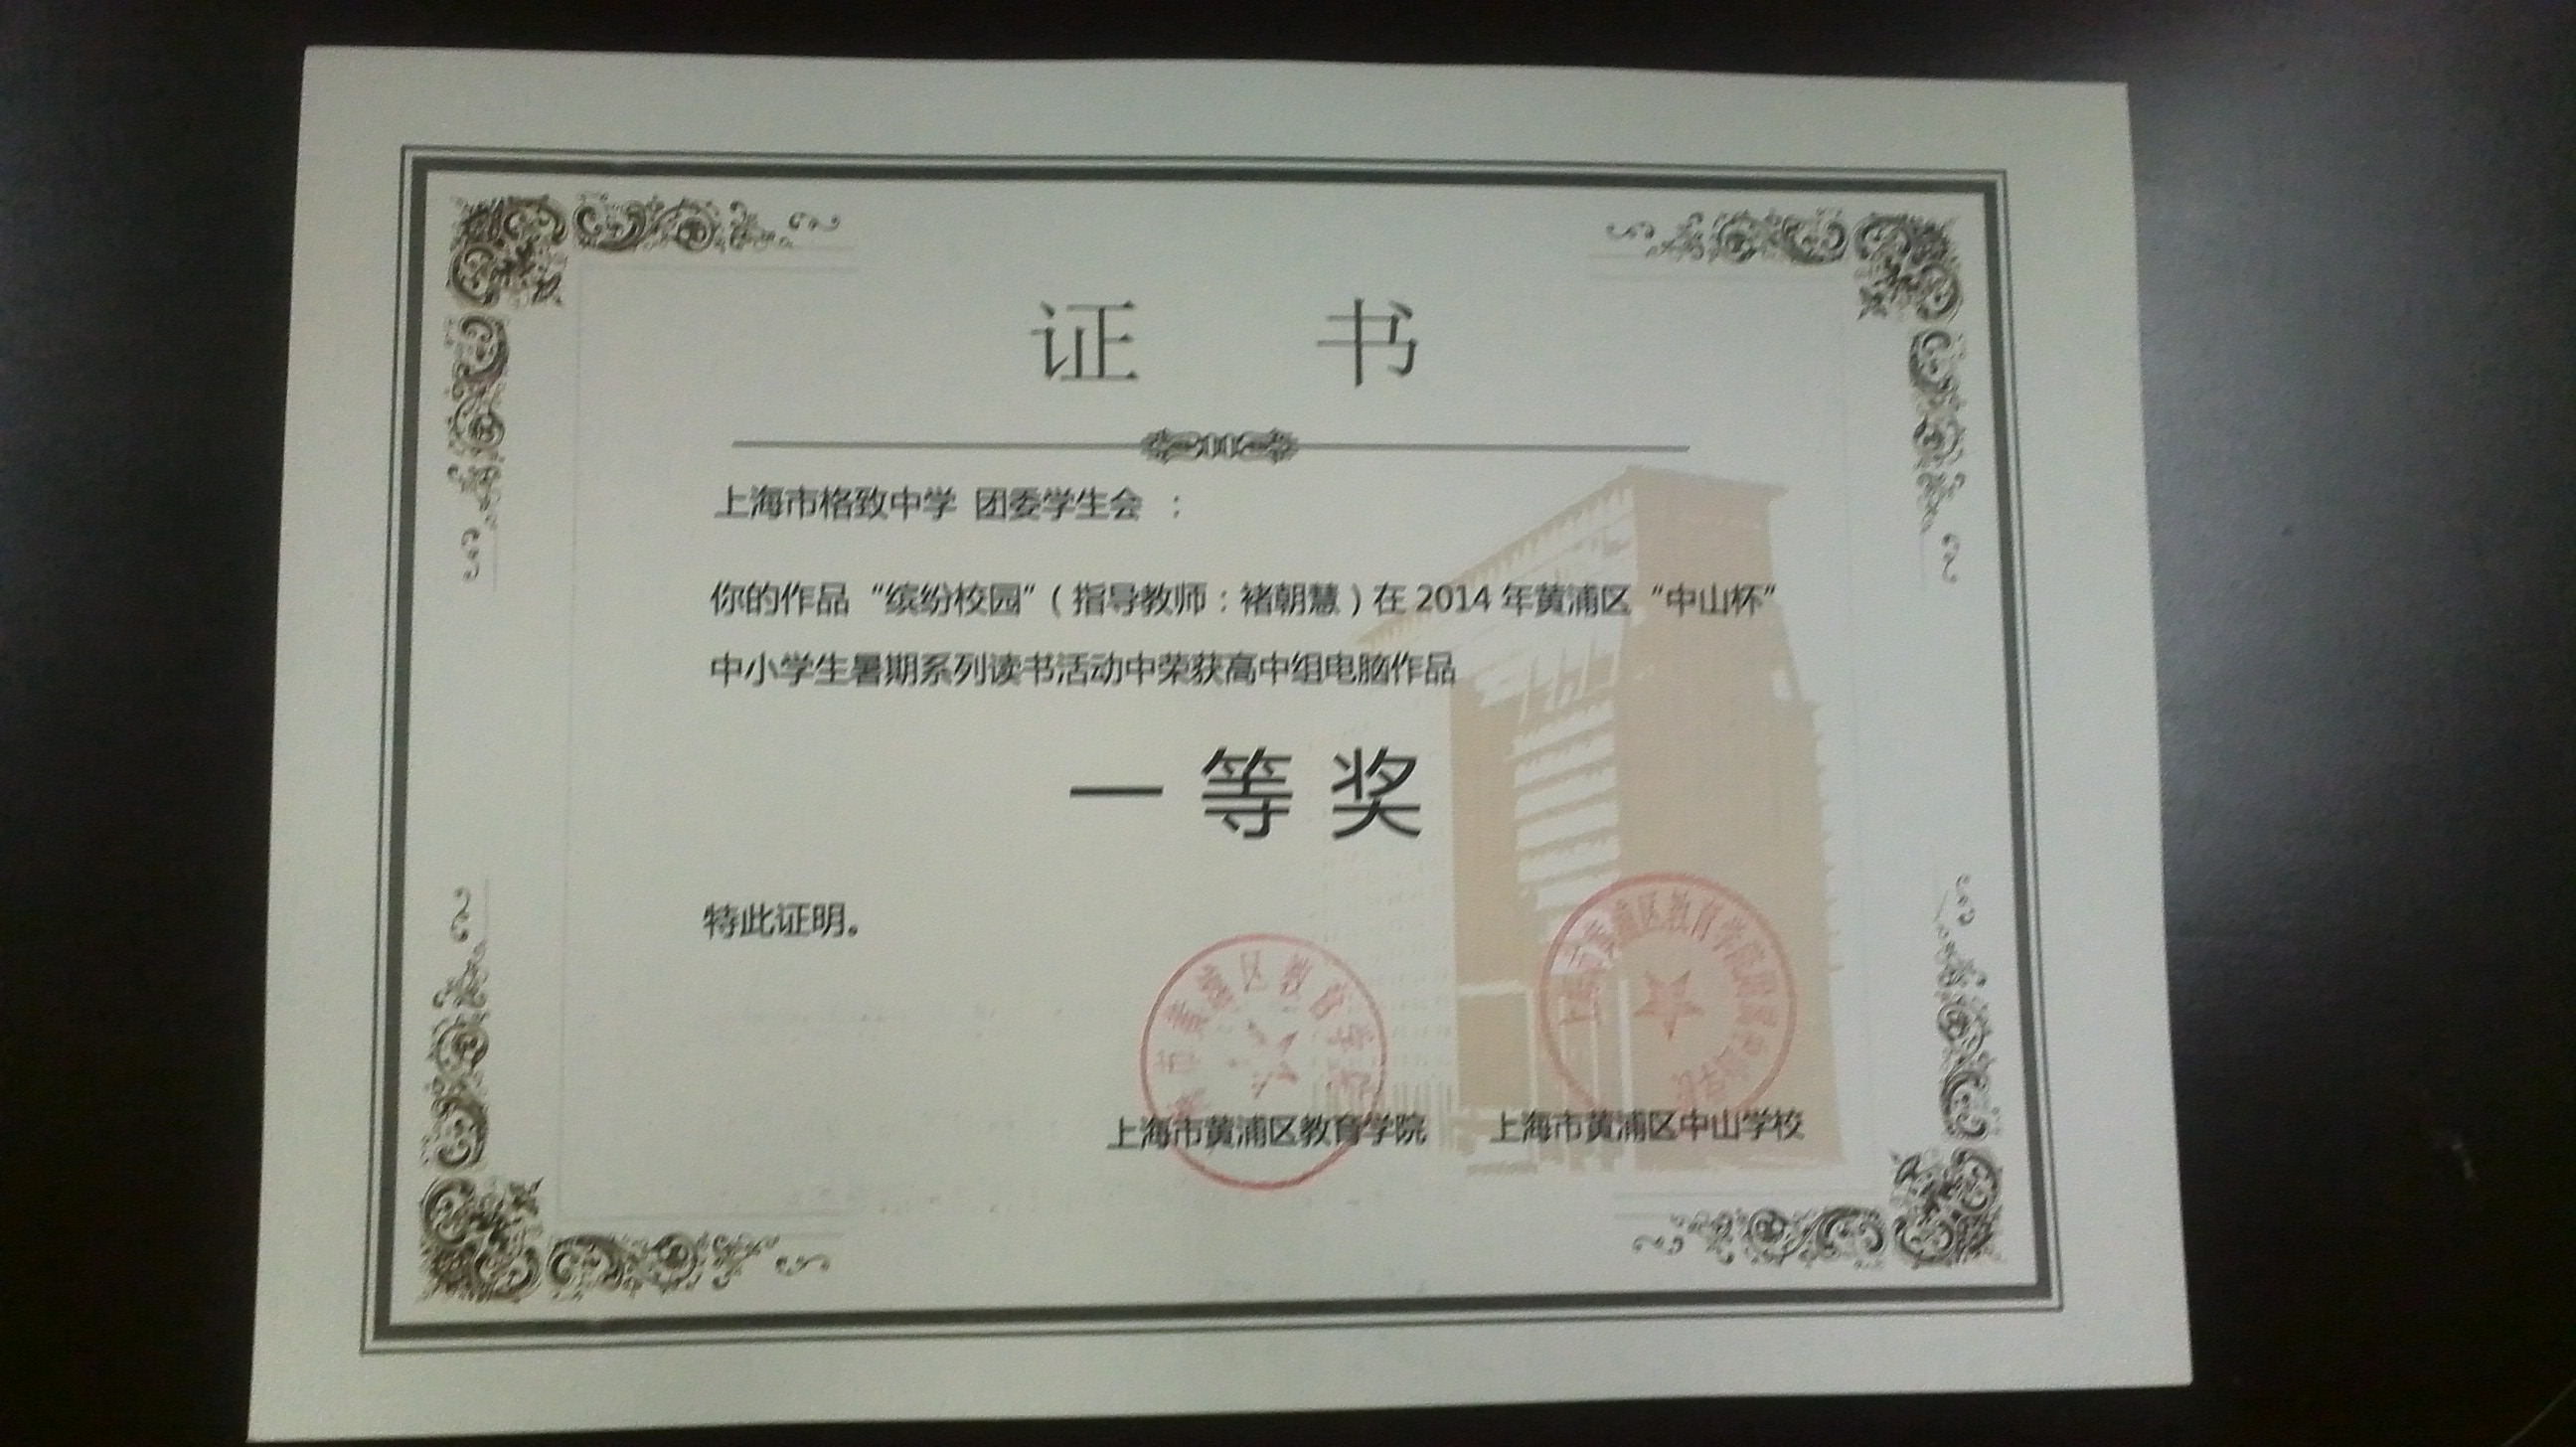 证 书
上海市格致中学 团委学生会 ：
你的作品“缤纷校园”（指导教师：褚朝慧）在 2014 年黄浦区“中山杯”
中小学生暑期系列读书活动中荣获高中组电脑作品
一等奖
特此证明。
上海市黄浦区教育学院 上海市黄浦区中山学校